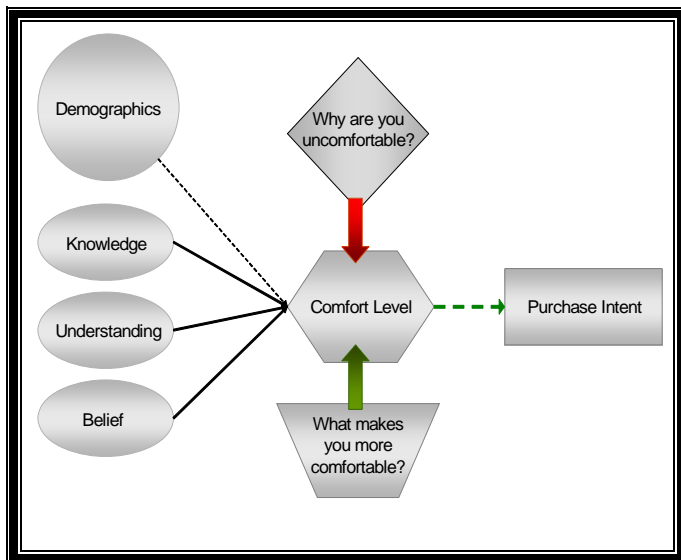 Demographics
Why are you
uncomfortable?
Knowledge
Understanding
Belief
Comfort Level
Purchase Intent
What makes
you more
comfortable?